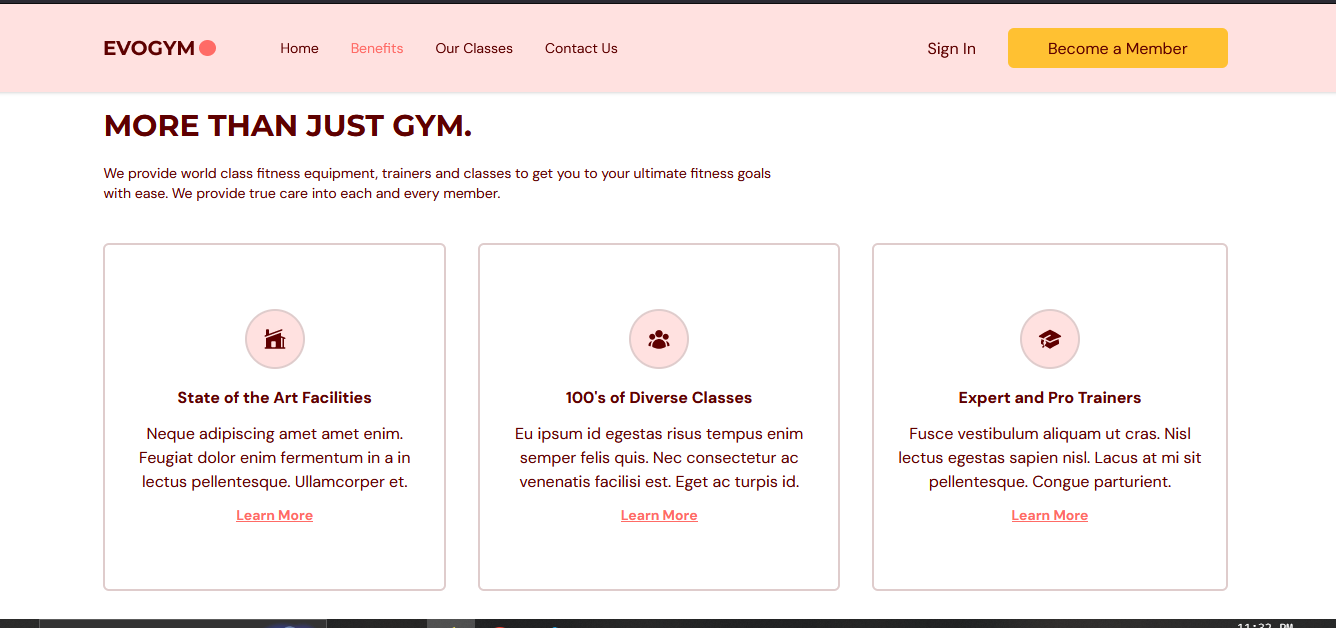 EVOGYM
Home
Benefits
Our Classes
Contact Us
Sign In
Become a Member
MORE THAN JUST GYM.
We provide world class fitness equipment, trainers and classes to get you to your ultimate fitness goals
with ease. We provide true care into each and every member.
State of the Art Facilities
Neque adipiscing amet amet enim.
Feugiat dolor enim fermentum in a in
lectus pellentesque. Ullamcorper et.
Learn More
100's of Diverse Classes
Eu ipsum id egestas risus tempus enim
semper felis quis. Nec consectetur ac
venenatis facilisi est. Eget ac turpis id.
Learn More
Expert and Pro Trainers
Fusce vestibulum aliquam ut cras. Nisl
lectus egestas sapien nisl. Lacus at mi sit
pellentesque. Congue parturient.
Learn More
11:32 PM